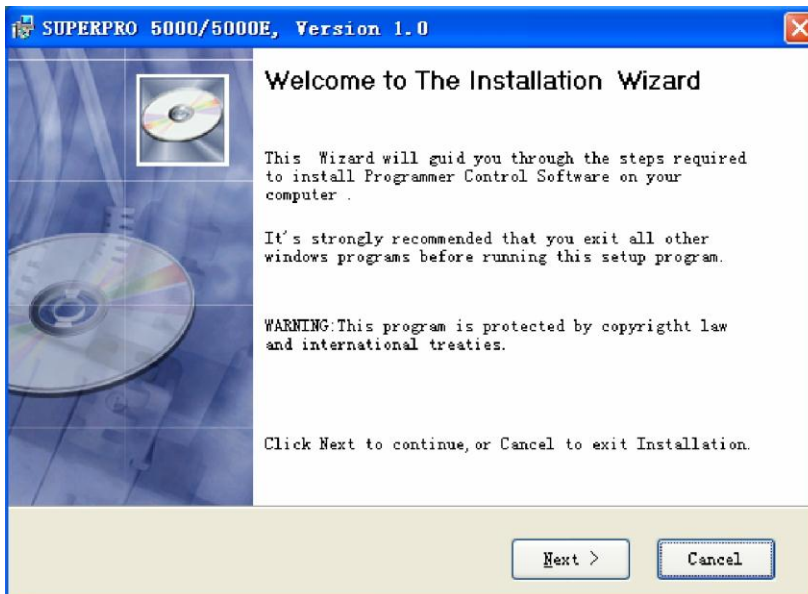 SUPERPRO 5000/5000E, Version 1.0
Welcome to The Installation Wizard
This Wizard will guid you through the steps required
to install Programmer Control Software on your
computer .
It's strongly recommended that you exit all other
windows programs before running this setup program.
WARNING:This program is protected by copyrigtht law
and international treaties.
Click Next to continue,or Cancel to exit Installation.
Next >
Cancel